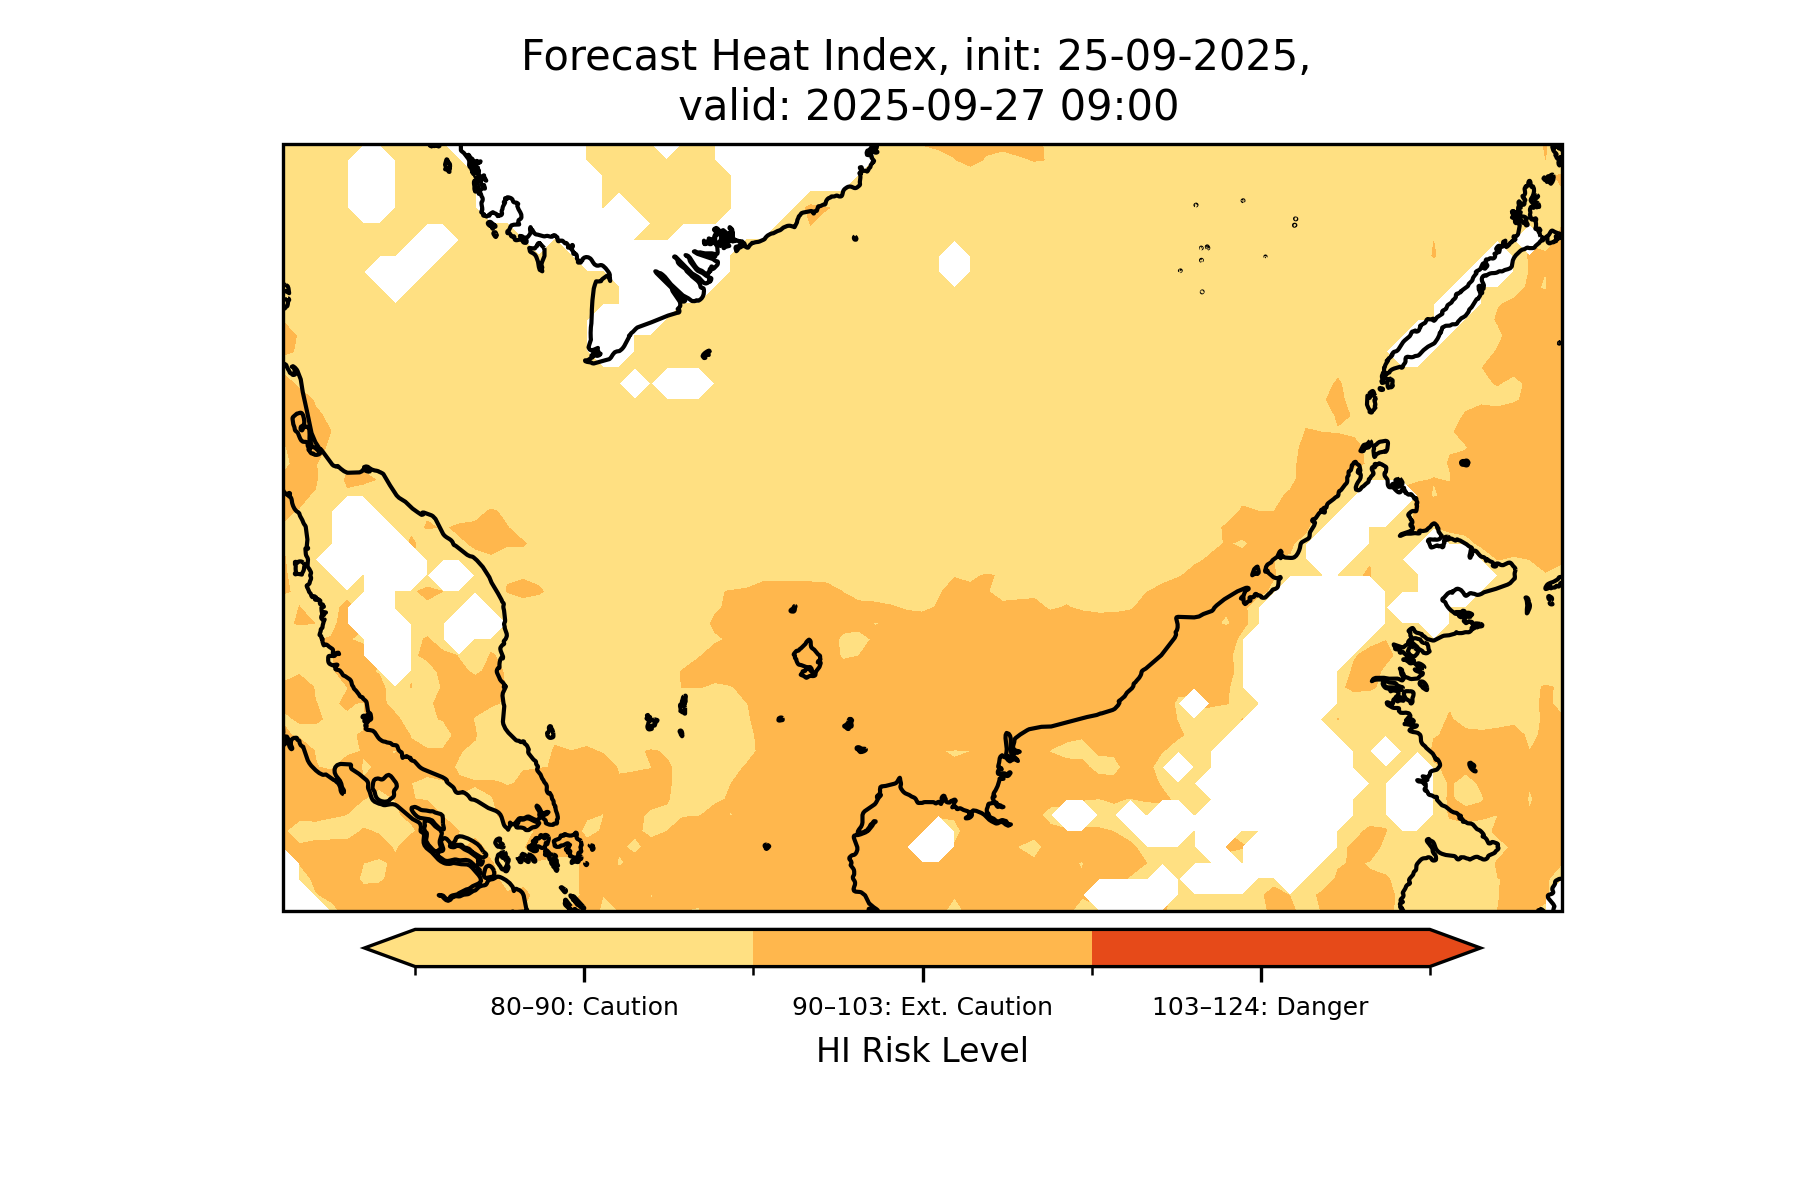 Forecast Heat Index, init: 25-09-2025,
valid: 2025-09-27 09:00
80–90: Caution
90–103: Ext. Caution
103–124: Danger
HI Risk Level